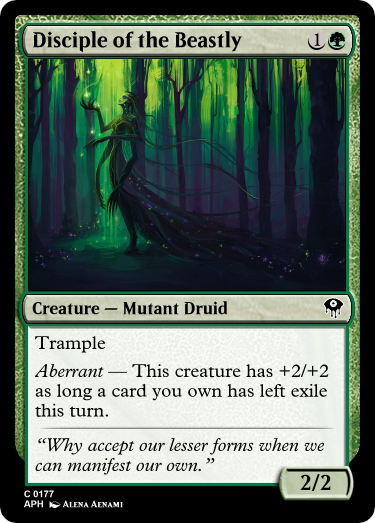 Disciple of the Beastly 1
Creature — Mutant Druid
Trample
Aberrant — This creature has +2/+2
as long a card you own has left exile
this turn.
“Why accept our lesser forms when we
can manifest our own.”
2/2
C 0177
APH Alena Aenami